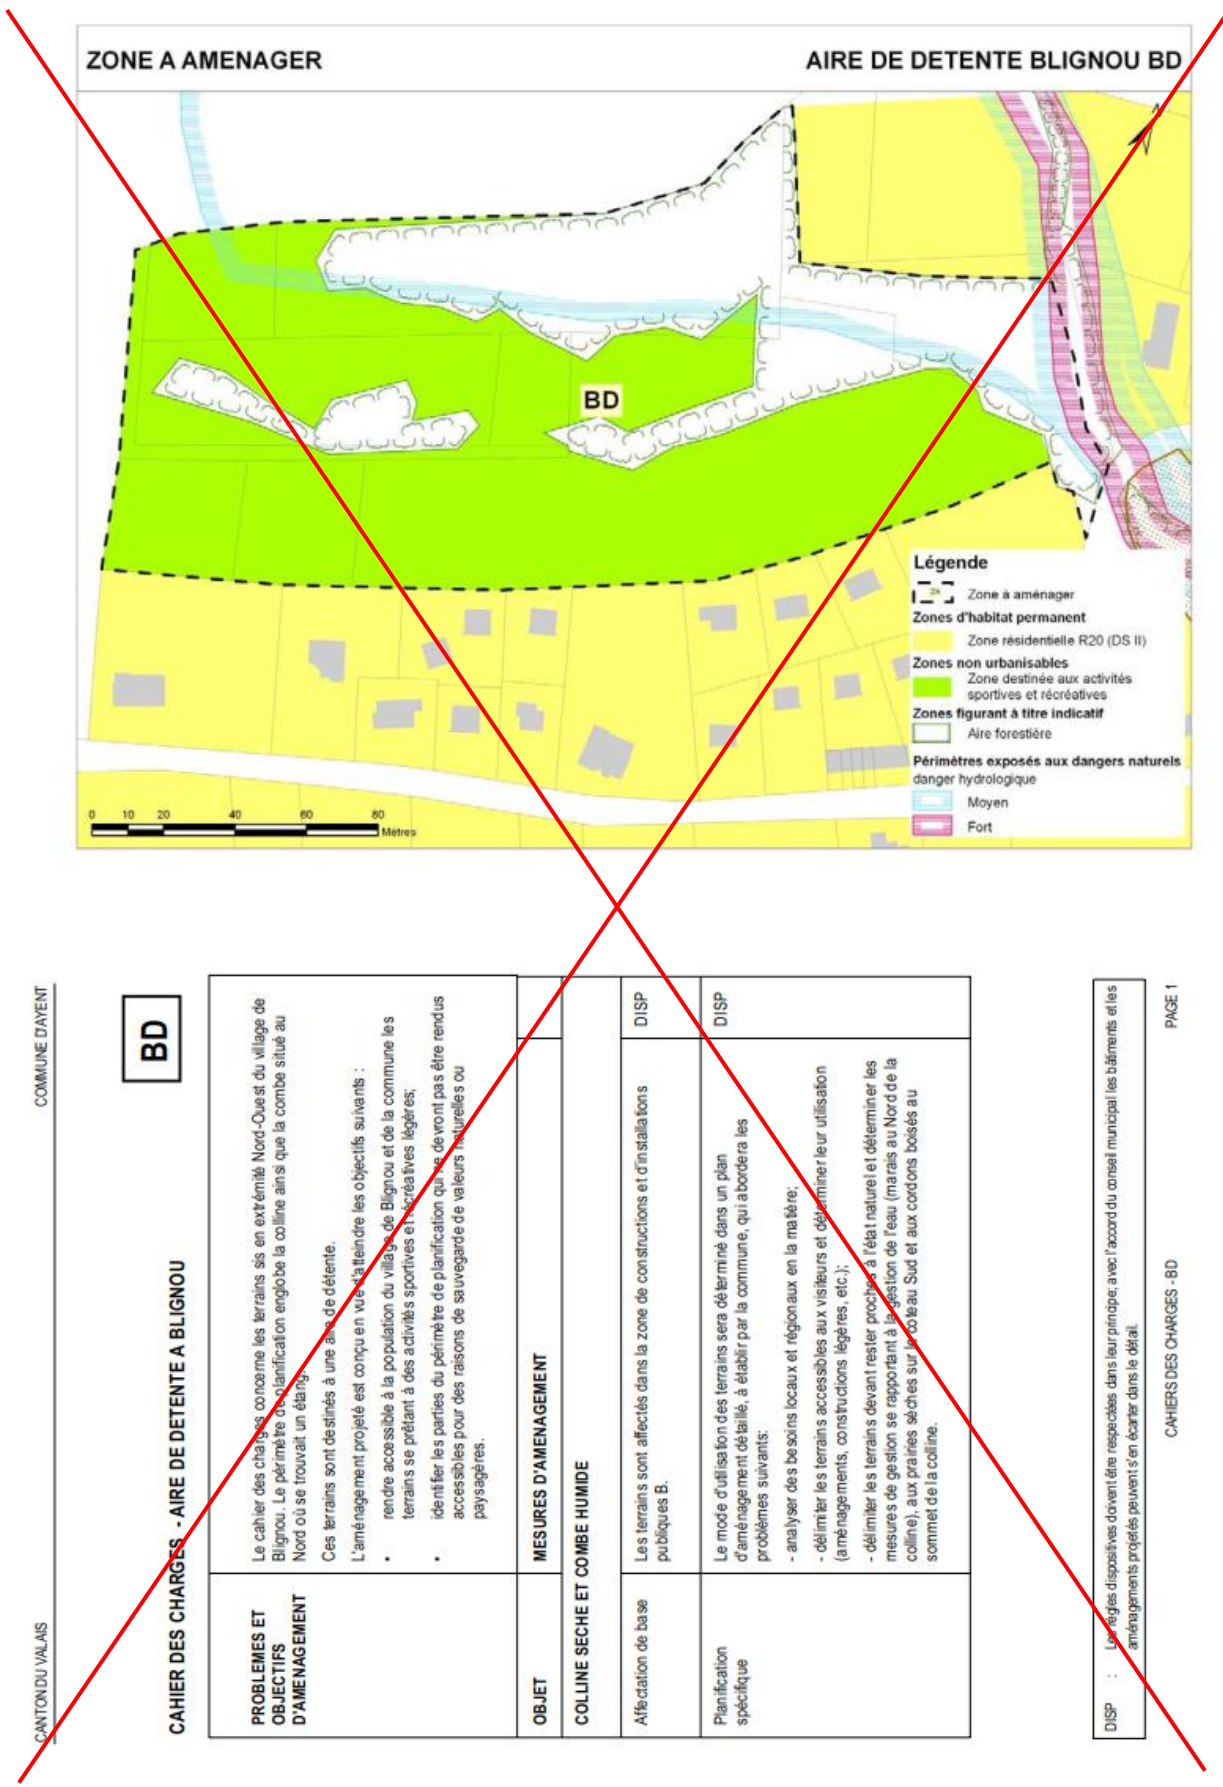 ZONE A AMENAGER
AIRE DE DETENTE BLIGNOU BD
BD
Légende
ZA
Zone à aménager
Zones d'habitat permanent
Zone résidentielle R20 (DS II)
Zones non urbanisables
Zone destinée aux activités
sportives et récréatives
Zones figurant à titre indicatif
Aire forestière
Périmètres exposés aux dangers naturels
danger hydrologique
Moyen
Fort
0 10 20 40 60 80
Mètres
CANTON DU VALAIS
COMMUNE D'AYENT
BD
CAHIER DES CHARGES - AIRE DE DETENTE A BLIGNOU
PROBLEMES ET
OBJECTIFS
D'AMENAGEMENT
Le cahier des charges concerne les terrains sis en extrémité Nord-Ouest du village de
Blignou. Le périmètre de planification englobe la colline ainsi que la combe situé au
Nord où se trouvait un étang.
Ces terrains sont destinés à une aire de détente.
L'aménagement projeté est conçu en vue d'atteindre les objectifs suivants :
• rendre accessible à la population du village de Blignou et de la commune les
terrains se prêtant à des activités sportives et récréatives légères;
• identifier les parties du périmètre de planification qui ne devront pas être rendus
accessibles pour des raisons de sauvegarde de valeurs naturelles ou
paysagères.
OBJET
MESURES D'AMENAGEMENT
COLLINE SECHE ET COMBE HUMIDE
Affectation de base
Les terrains sont affectés dans la zone de constructions et d'installations
publiques B.
DISP
Planification
spécifique
Le mode d'utilisation des terrains sera déterminé dans un plan
d'aménagement détaillé, à établir par la commune, qui abordera les
problèmes suivants:
- analyser des besoins locaux et régionaux en la matière;
- délimiter les terrains accessibles aux visiteurs et déterminer leur utilisation
(aménagements, constructions légères, etc.);
- délimiter les terrains devant rester proches à l'état naturel et déterminer les
mesures de gestion se rapportant à la gestion de l'eau (marais au Nord de la
colline), aux prairies sèches sur le coteau Sud et aux cordons boisés au
sommet de la colline.
DISP
DISP : Les règles dispositives doivent être respectées dans leur principe; avec l'accord du conseil municipal les bâtiments et les
aménagements projetés peuvent s'en écarter dans le détail.
CAHIERS DES CHARGES - BD
PAGE 1